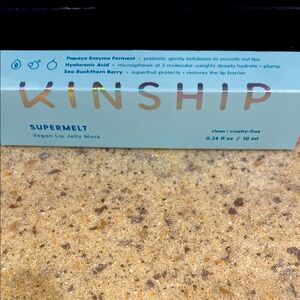 Papaya Enzyme Ferment • prebiotic gently exfoliates to smooth out lips
Hyaluronic Acid • microspheres at 3 molecular weights deeply hydrate + plump
Sea Buckthorn Berry • superfruit protects + restores the lip barrier
KINSHIP
SUPERMELT
Vegan Lip Jelly Mask
clean | cruelty-free
0.34 fl oz / 10 ml